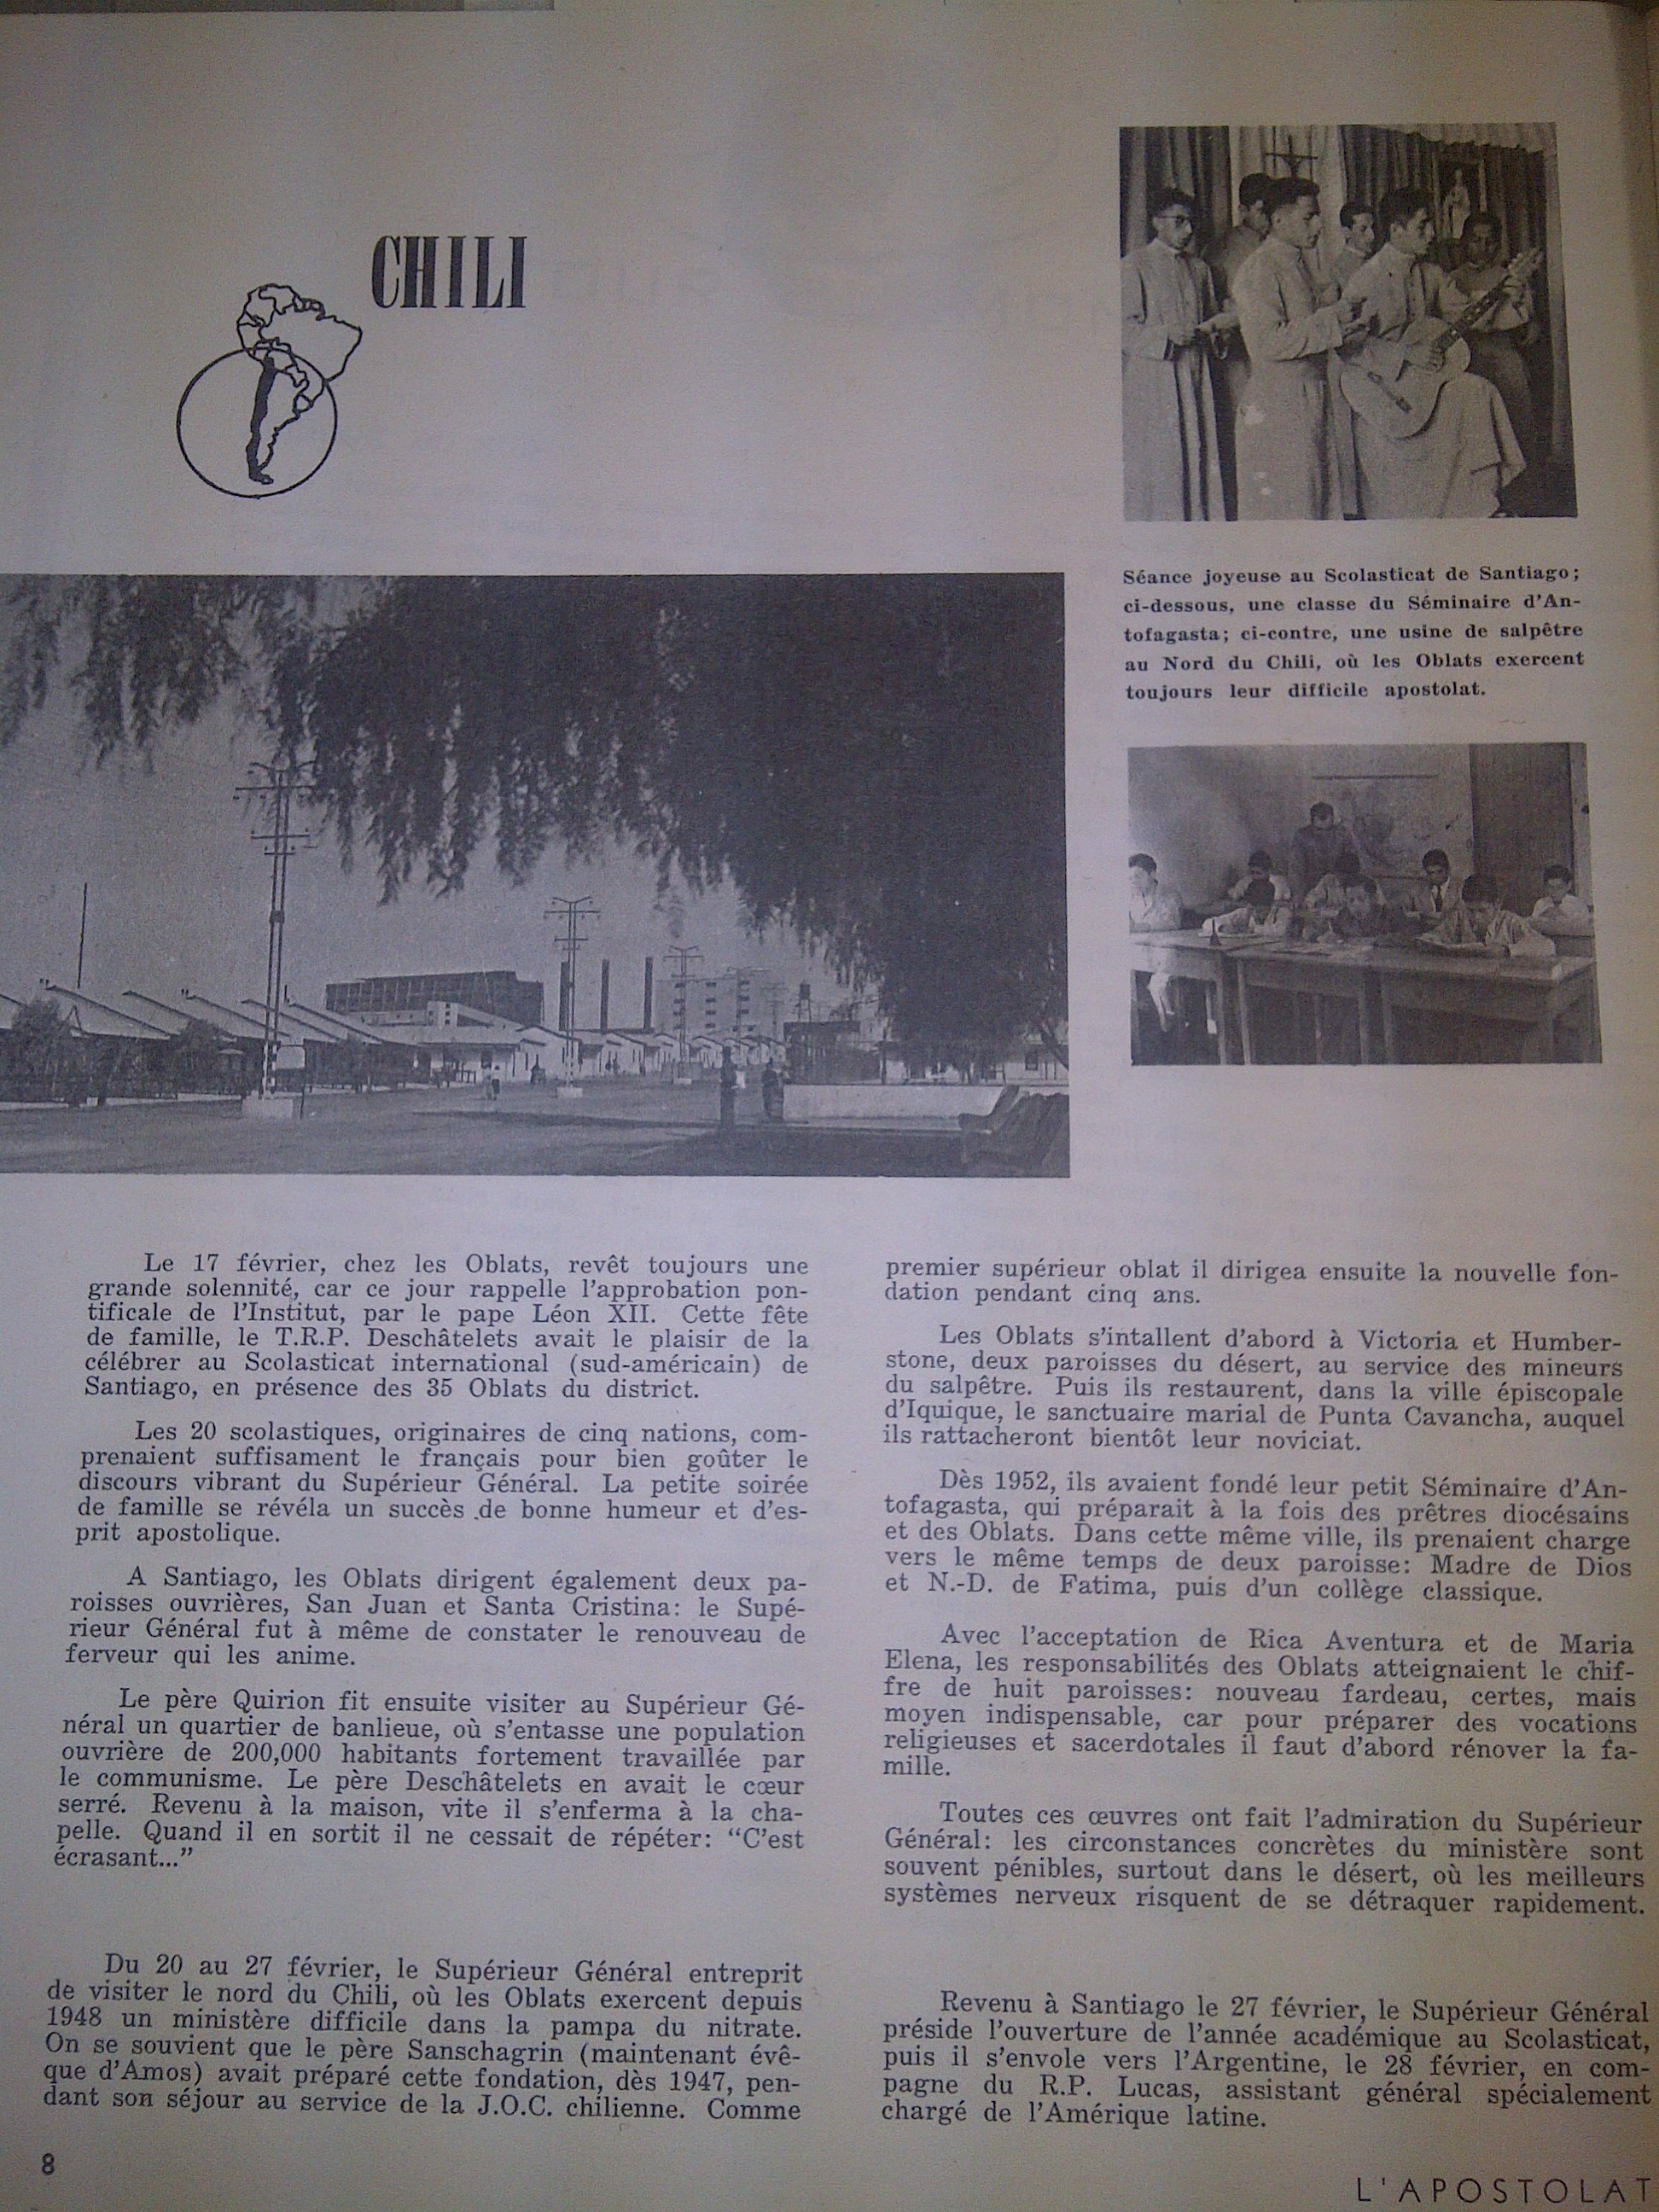 CHILI
Séance joyeuse au Scolasticat de Santiago;
ci-dessous, une classe du Séminaire d'An-
tofagasta; ci-contre, une usine de salpêtre
au Nord du Chili, où les Oblats exercent
toujours leur difficile apostolat.
Le 17 février, chez les Oblats, revêt toujours une
grande solennité, car ce jour rappelle l'approbation pon-
tificale de l'Institut, par le pape Léon XII. Cette fête
de famille, le T.R.P. Deschâtelets avait le plaisir de la
célébrer au Scolasticat international (sud-américain) de
Santiago, en présence des 35 Oblats du district.
Les 20 scolastiques, originaires de cinq nations, com-
prenaient suffisament le français pour bien goûter le
discours vibrant du Supérieur Général. La petite soirée
de famille se révéla un succès de bonne humeur et d'es-
prit apostolique.
A Santiago, les Oblats dirigent également deux pa-
roisses ouvrières, San Juan et Santa Cristina: le Supé-
rieur Général fut à même de constater le renouveau de
ferveur qui les anime.
Le père Quirion fit ensuite visiter au Supérieur Gé-
néral un quartier de banlieue, où s'entasse une population
ouvrière de 200,000 habitants fortement travaillée par
le communisme. Le père Deschâtelets en avait le cœur
serré. Revenu à la maison, vite il s'enferma à la cha-
pelle. Quand il en sortit il ne cessait de répéter: "C'est
écrasant..."
Du 20 au 27 février, le Supérieur Général entreprit
de visiter le nord du Chili, où les Oblats exercent depuis
1948 un ministère difficile dans la pampa du nitrate.
On se souvient que le père Sanschagrin (maintenant évê-
que d'Amos) avait préparé cette fondation, dès 1947, pen-
dant son séjour au service de la J.O.C. chilienne. Comme
premier supérieur oblat il dirigea ensuite la nouvelle fon-
dation pendant cinq ans.
Les Oblats s'intallent d'abord à Victoria et Humber-
stone, deux paroisses du désert, au service des mineurs
du salpêtre. Puis ils restaurent, dans la ville épiscopale
d'Iquique, le sanctuaire marial de Punta Cavancha, auquel
ils rattacheront bientôt leur noviciat.
Dès 1952, ils avaient fondé leur petit Séminaire d'An-
tofagasta, qui préparait à la fois des prêtres diocésains
et des Oblats. Dans cette même ville, ils prenaient charge
vers le même temps de deux paroisse: Madre de Dios
et N.-D. de Fatima, puis d'un collège classique.
Avec l'acceptation de Rica Aventura et de Maria
Elena, les responsabilités des Oblats atteignaient le chif-
fre de huit paroisses: nouveau fardeau, certes, mais
moyen indispensable, car pour préparer des vocations
religieuses et sacerdotales il faut d'abord rénover la fa-
mille.
Toutes ces œuvres ont fait l'admiration du Supérieur
Général: les circonstances concrètes du ministère sont
souvent pénibles, surtout dans le désert, où les meilleurs
systèmes nerveux risquent de se détraquer rapidement.
Revenu à Santiago le 27 février, le Supérieur Général
préside l'ouverture de l'année académique au Scolasticat,
puis il s'envole vers l'Argentine, le 28 février, en com-
pagne du R.P. Lucas, assistant général spécialement
chargé de l'Amérique latine.
8
L'APOSTOLAT